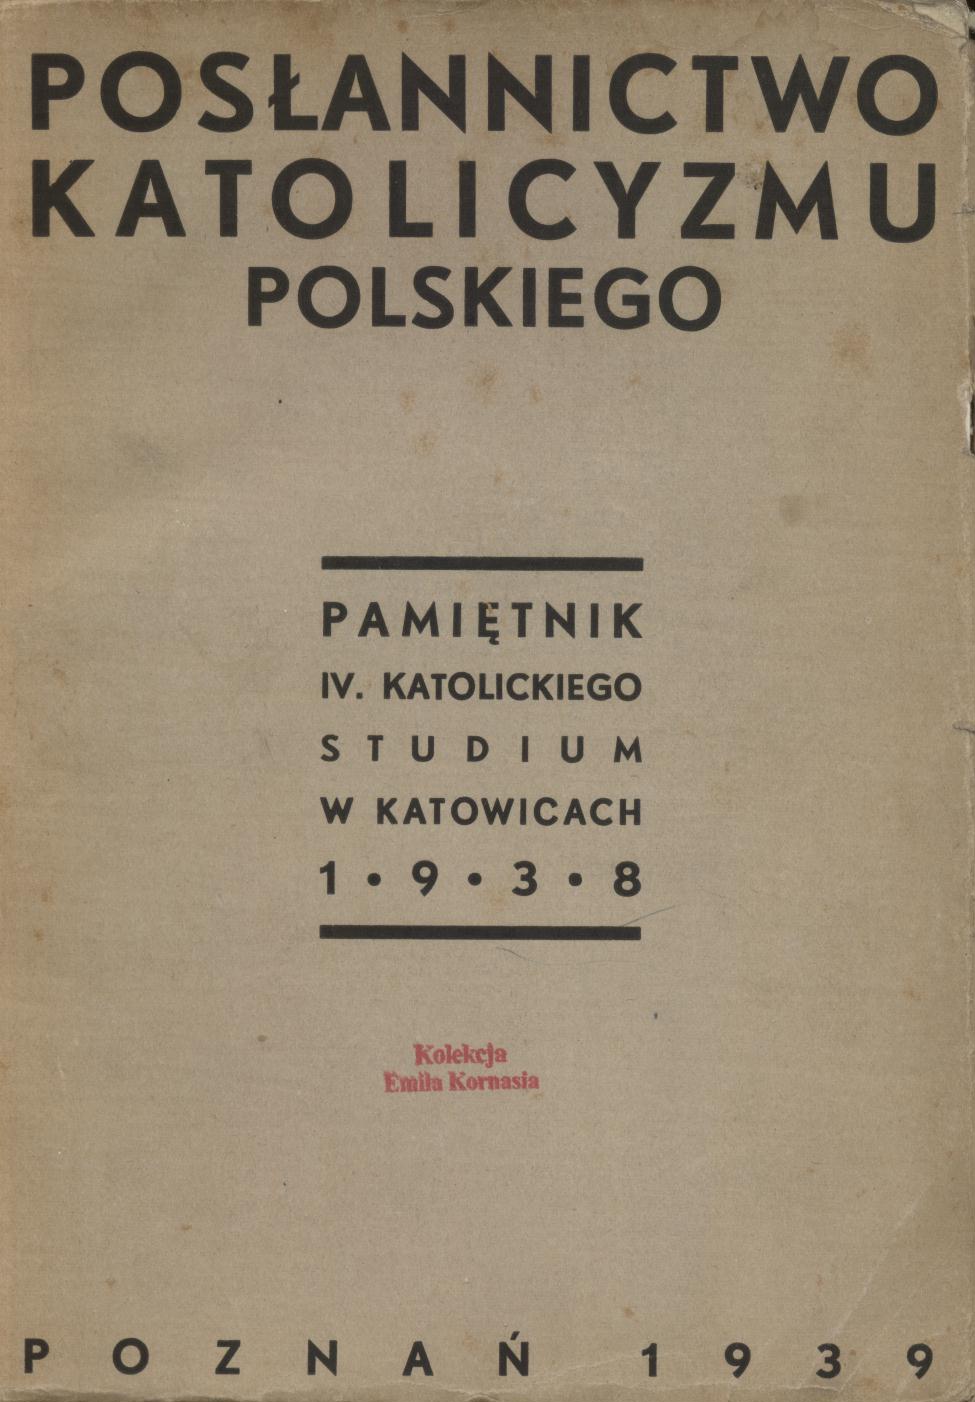 POSŁANNICTWO
KATOLICYZMU
POLSKIEGO
PAMIĘTNIK
IV. KATOLICKIEGO
STUDIUM
W KATOWICACH
1•9•3•8
Kolekcja
Emila Kornasia
POZNAŃ 1939